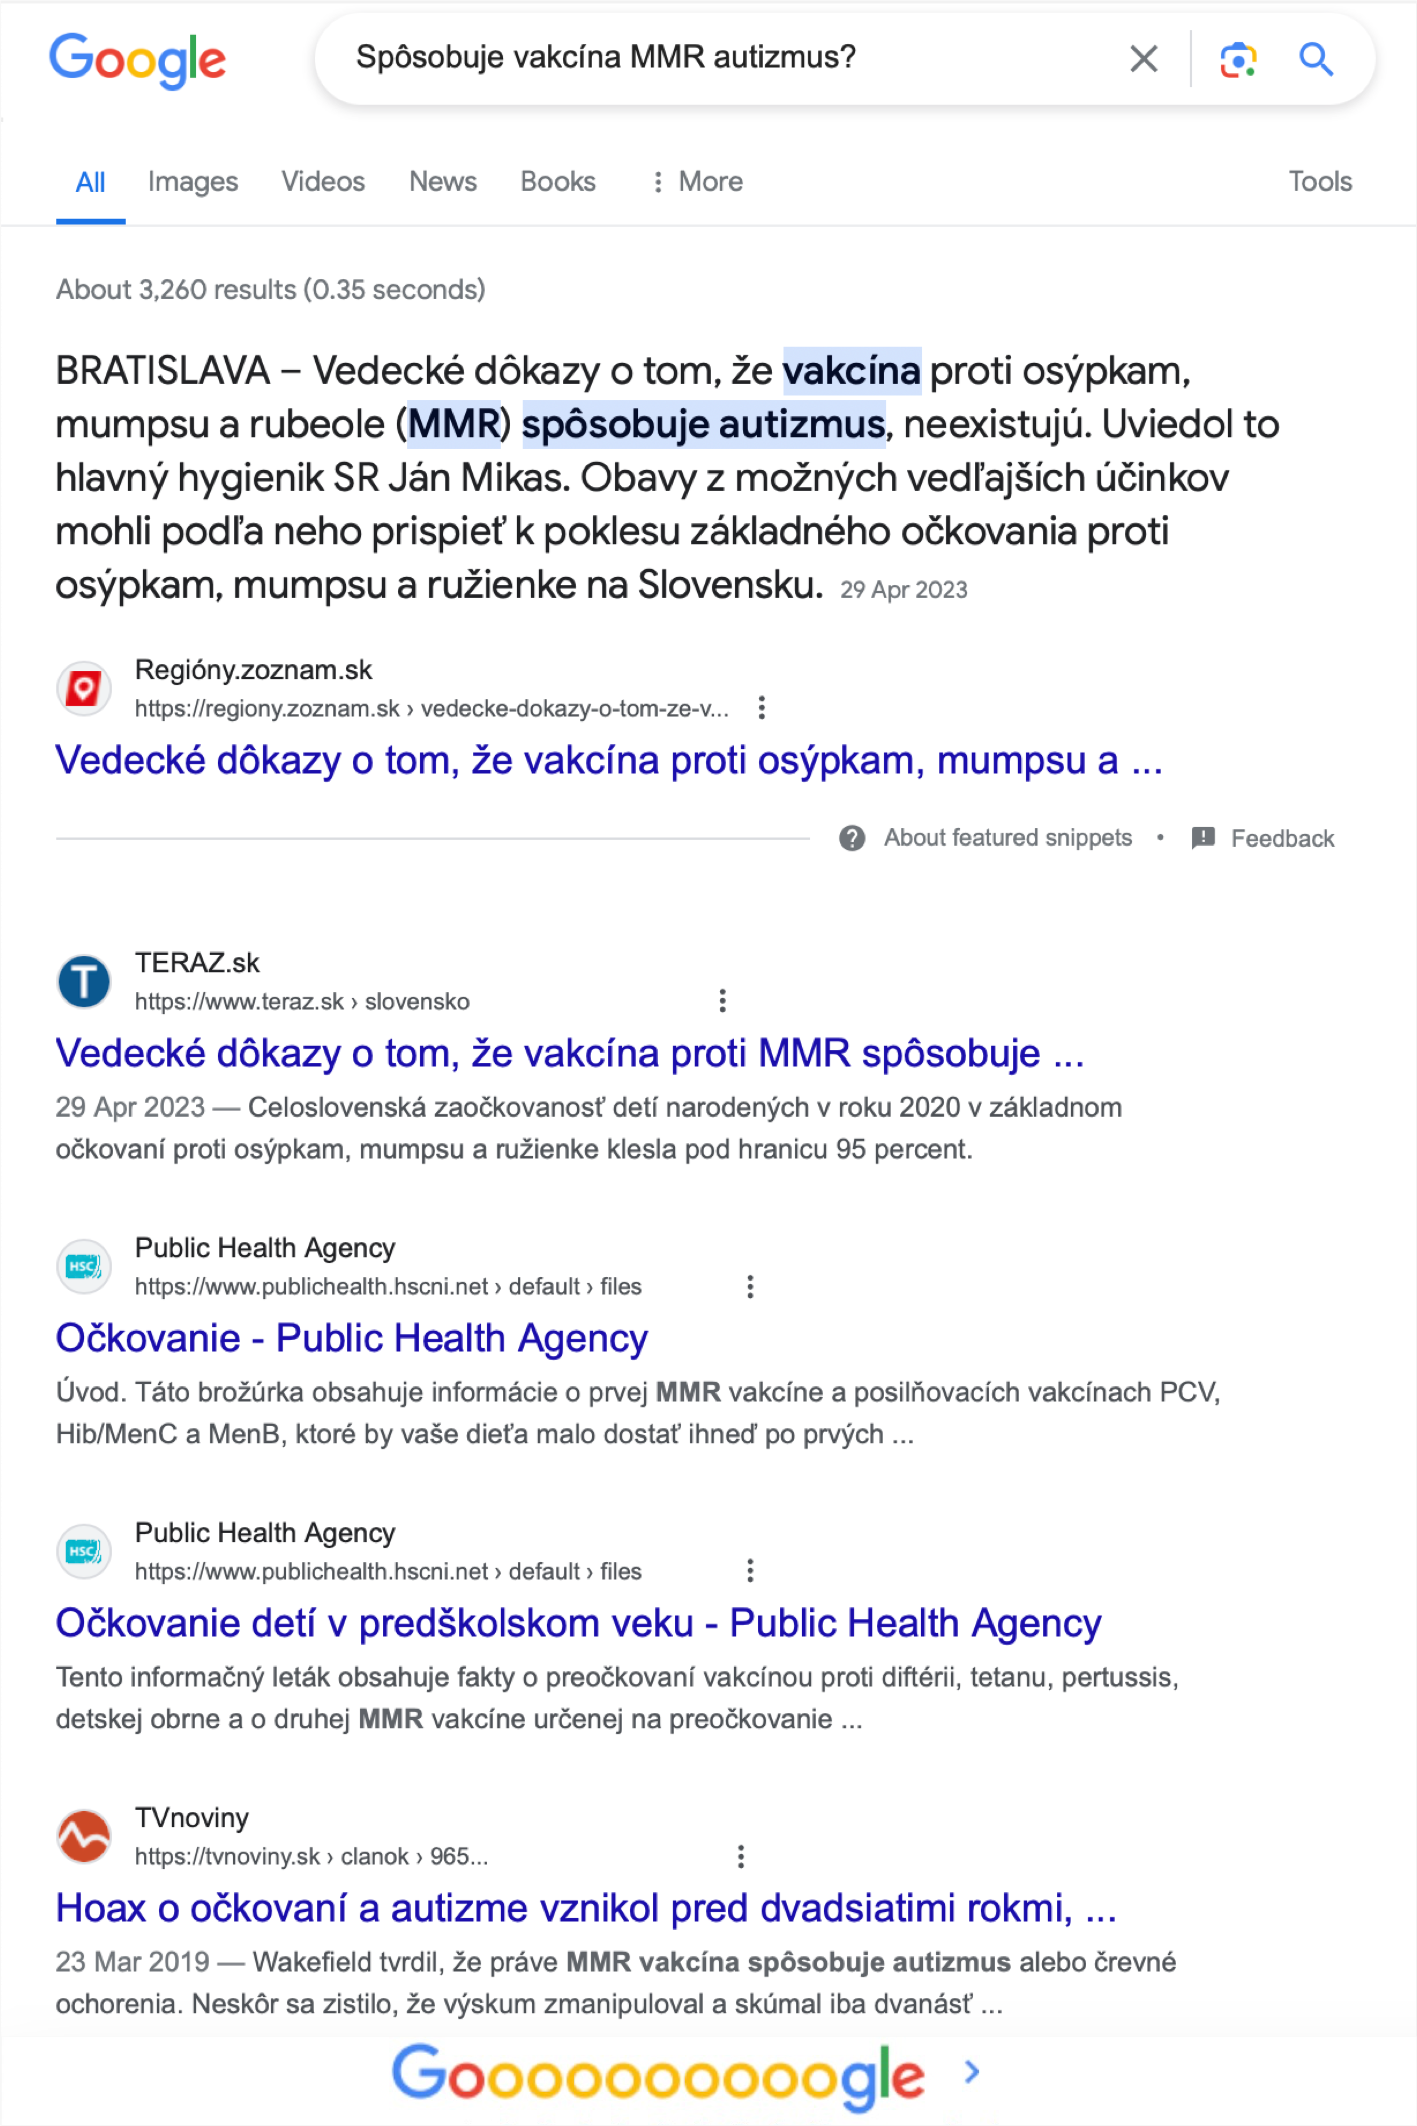 Google
Spôsobuje vakcína MMR autizmus?
All Images Videos News Books More Tools
About 3,260 results (0.35 seconds)
BRATISLAVA – Vedecké dôkazy o tom, že vakcína proti osýpkam,
mumpsu a rubeole (MMR) spôsobuje autizmus, neexistujú. Uviedol to
hlavný hygienik SR Ján Mikas. Obavy z možných vedľajších účinkov
mohli podľa neho prispieť k poklesu základného očkovania proti
osýpkam, mumpsu a ružienke na Slovensku. 29 Apr 2023
Regióny.zoznam.sk
https://regiony.zoznam.sk › vedecke-dokazy-o-tom-ze-v...
Vedecké dôkazy o tom, že vakcína proti osýpkam, mumpsu a ...
About featured snippets • Feedback
T
TERAZ.sk
https://www.teraz.sk › slovensko
Vedecké dôkazy o tom, že vakcína proti MMR spôsobuje ...
29 Apr 2023 — Celoslovenská zaočkovanosť detí narodených v roku 2020 v základnom
očkovaní proti osýpkam, mumpsu a ružienke klesla pod hranicu 95 percent.
HSC
Public Health Agency
https://www.publichealth.hscni.net › default › files
Očkovanie - Public Health Agency
Úvod. Táto brožúrka obsahuje informácie o prvej MMR vakcíne a posilňovacích vakcínach PCV,
Hib/MenC a MenB, ktoré by vaše dieťa malo dostať ihneď po prvých ...
HSC
Public Health Agency
https://www.publichealth.hscni.net › default › files
Očkovanie detí v predškolskom veku - Public Health Agency
Tento informačný leták obsahuje fakty o preočkovaní vakcínou proti diftérii, tetanu, pertussis,
detskej obrne a o druhej MMR vakcíne určenej na preočkovanie ...
TVnoviny
https://tvnoviny.sk › clanok › 965...
Hoax o očkovaní a autizme vznikol pred dvadsiatimi rokmi, ...
23 Mar 2019 — Wakefield tvrdil, že práve MMR vakcína spôsobuje autizmus alebo črevné
ochorenia. Neskôr sa zistilo, že výskum zmanipuloval a skúmal iba dvanásť ...
Goooooooooogle >